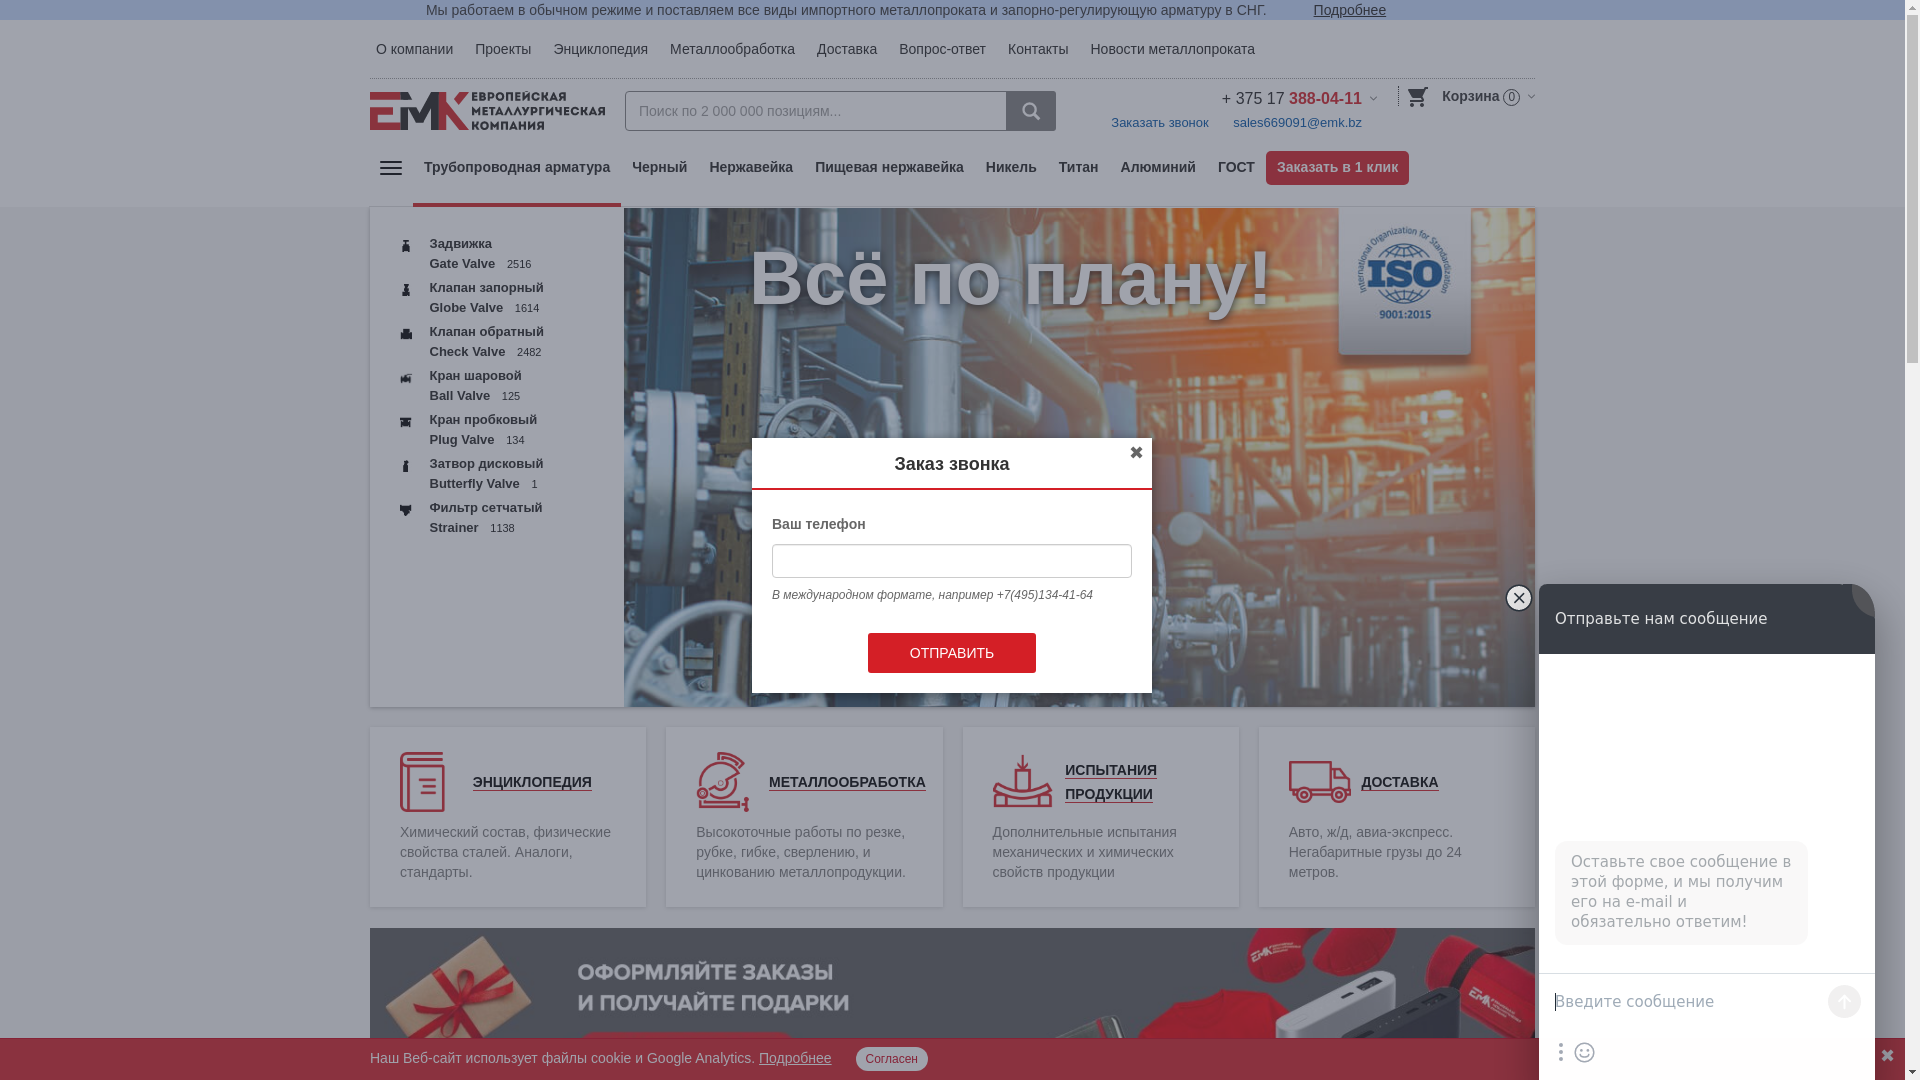 Мы работаем в обычном режиме и поставляем все виды импортного металлопроката и запорно-регулирующую арматуру в СНГ. Подробнее
О компании Проекты Энциклопедия Металлообработка Доставка Вопрос-ответ Контакты Новости металлопроката
ЕМК ЕВРОПЕЙСКАЯ
МЕТАЛЛУРГИЧЕСКАЯ
КОМПАНИЯ
Поиск по 2 000 000 позициям...
+ 375 17 388-04-11
Корзина 0
Заказать звонок sales669091@emk.bz
Трубопроводная арматура Черный Нержавейка Пищевая нержавейка Никель Титан Алюминий ГОСТ Заказать в 1 клик
Задвижка
Gate Valve 2516
Клапан запорный
Globe Valve 1614
Клапан обратный
Check Valve 2482
Кран шаровой
Ball Valve 125
Кран пробковый
Plug Valve 134
Затвор дисковый
Butterfly Valve 1
Фильтр сетчатый
Strainer 1138
Всё по плану!
International Organization for Standardization
ISO
9001:2015
Заказ звонка
Ваш телефон
В международном формате, например +7(495)134-41-64
ОТПРАВИТЬ
ЭНЦИКЛОПЕДИЯ
Химический состав, физические
свойства сталей. Аналоги,
стандарты.
МЕТАЛЛООБРАБОТКА
Высокоточные работы по резке,
рубке, гибке, сверлению, и
цинкованию металлопродукции.
ИСПЫТАНИЯ
ПРОДУКЦИИ
Дополнительные испытания
механических и химических
свойств продукции
ДОСТАВКА
Авто, ж/д, авиа-экспресс.
Негабаритные грузы до 24
метров.
ОФОРМЛЯЙТЕ ЗАКАЗЫ
И ПОЛУЧАЙТЕ ПОДАРКИ
Наш Веб-сайт использует файлы cookie и Google Analytics. Подробнее Согласен
Отправьте нам сообщение
Оставьте свое сообщение в
этой форме, и мы получим
его на e-mail и
обязательно ответим!
Введите сообщение